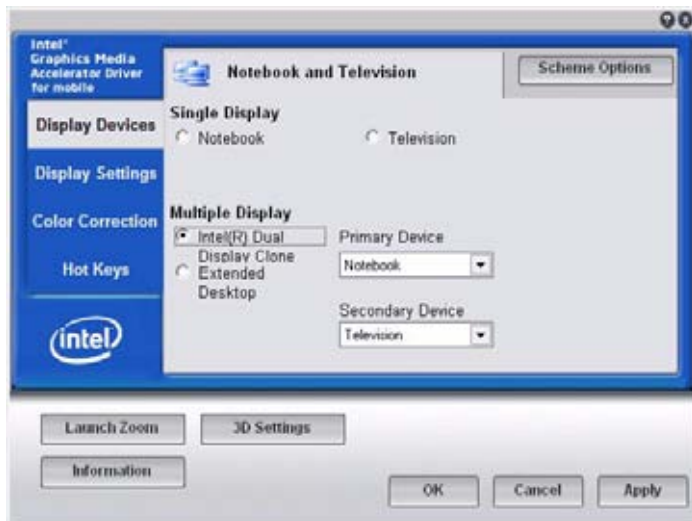 Intel®
Graphics Media
Accelerator Driver
for mobile
Notebook and Television
Scheme Options
Display Devices
Display Settings
Color Correction
Hot Keys
intel
Single Display
Notebook
Television
Multiple Display
Intel(R) Dual
Display Clone
Extended
Desktop
Primary Device
Notebook
Secondary Device
Television
Launch Zoom
3D Settings
Information
OK
Cancel
Apply